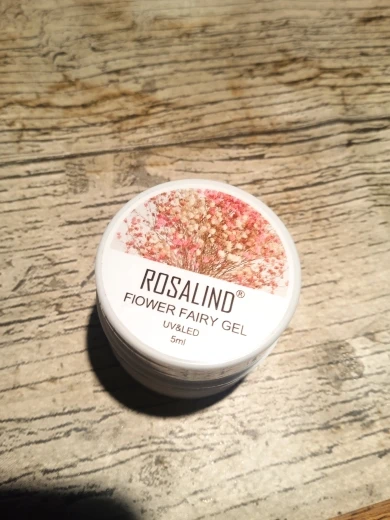 ROSALIND®
FIOWER FAIRY GEL
UV&LED
5ml